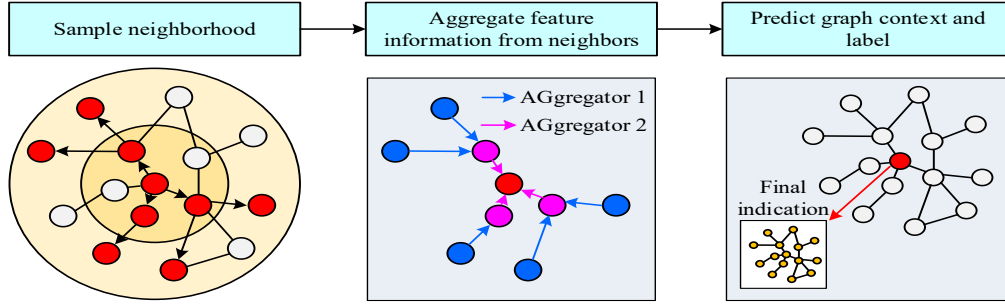 Sample neighborhood
Aggregate feature
information from neighbors
Predict graph context and
label
AGgregator 1
AGgregator 2
Final
indication